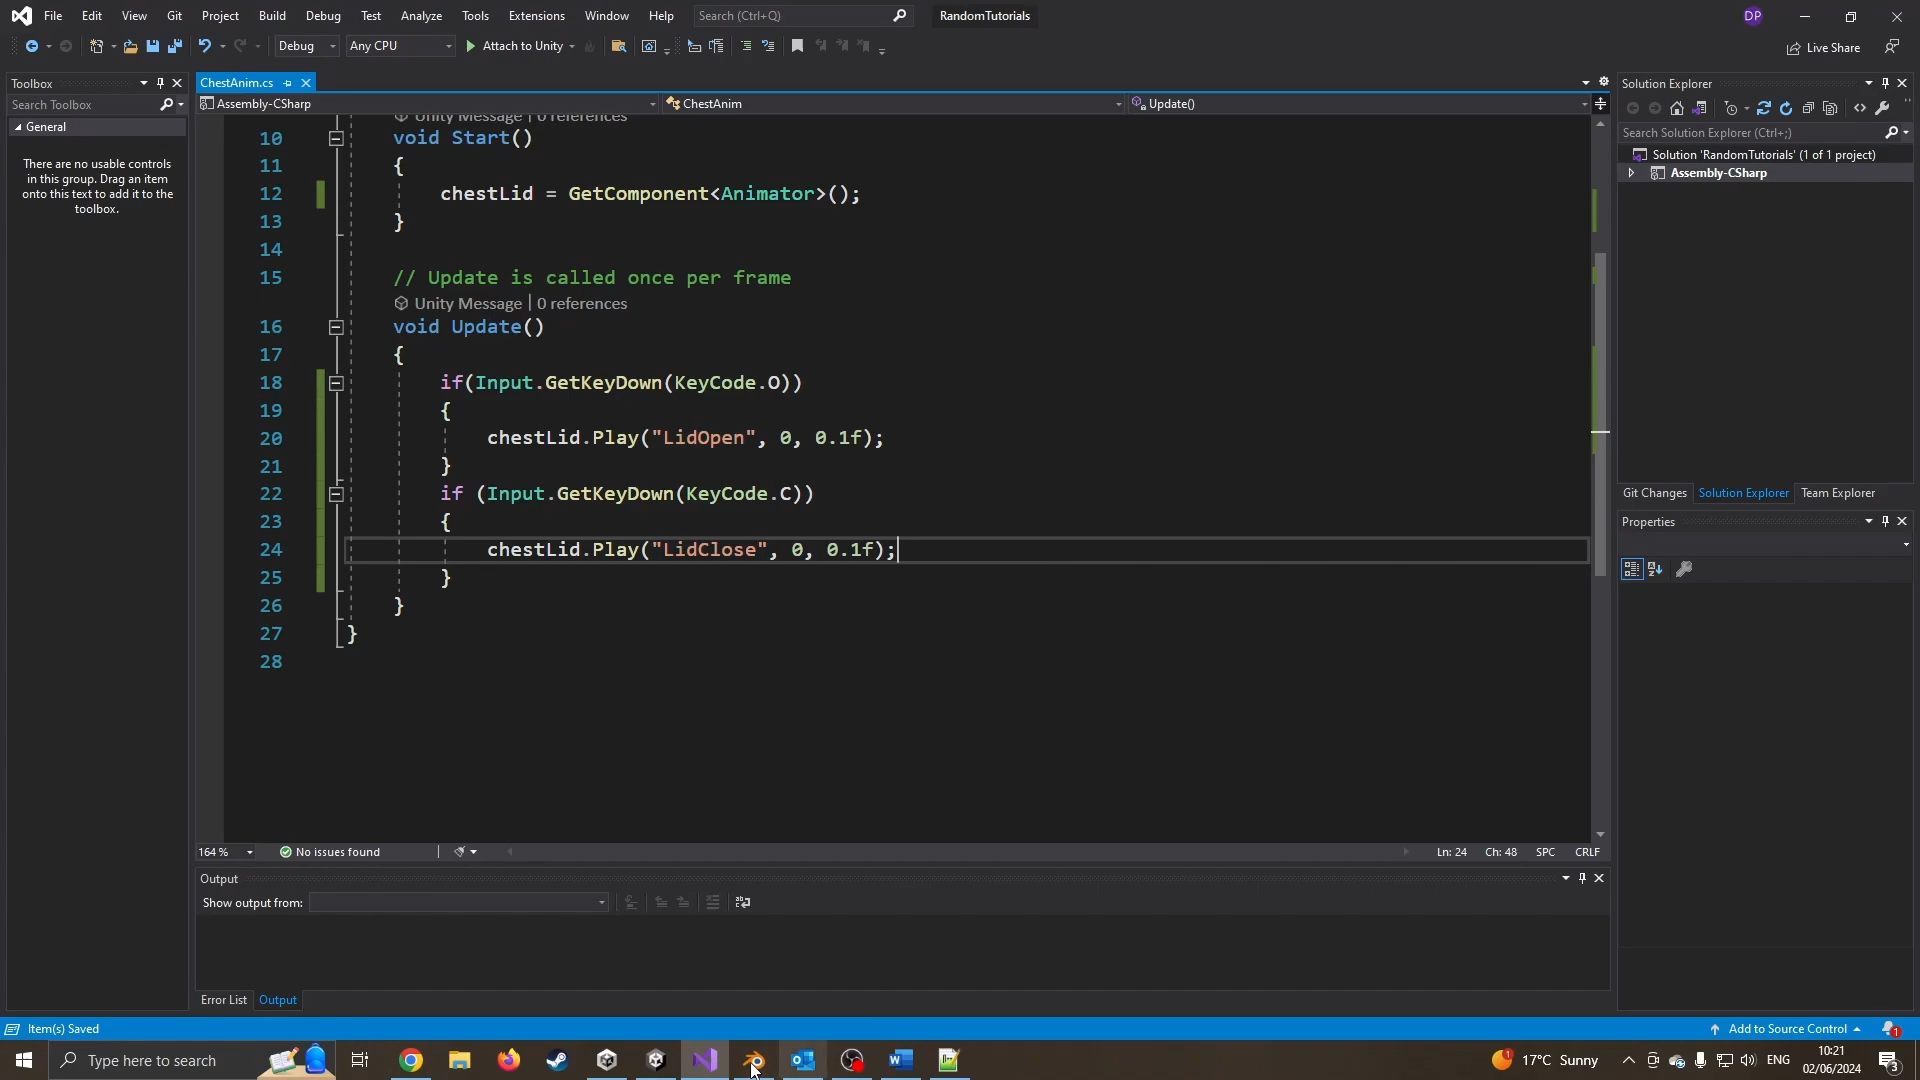 File Edit View Git Project Build Debug Test Analyze Tools Extensions Window Help Search (Ctrl+Q) RandomTutorials DP
Debug Any CPU Attach to Unity Live Share
Toolbox
Search Toolbox
General
There are no usable controls
in this group. Drag an item
onto this text to add it to the
toolbox.
ChestAnim.cs
Assembly-CSharp ChestAnim Update()
Unity Message | 0 references
10 void Start()
11 {
12 chestLid = GetComponent<Animator>();
13 }
14
15 // Update is called once per frame
Unity Message | 0 references
16 void Update()
17 {
18 if(Input.GetKeyDown(KeyCode.O))
19 {
20 chestLid.Play("LidOpen", 0, 0.1f);
21 }
22 if (Input.GetKeyDown(KeyCode.C))
23 {
24 chestLid.Play("LidClose", 0, 0.1f);
25 }
26 }
27 }
28
164 % No issues found Ln: 24 Ch: 48 SPC CRLF
Output
Show output from:
Error List Output
Solution Explorer
Search Solution Explorer (Ctrl+;)
Solution 'RandomTutorials' (1 of 1 project)
Assembly-CSharp
Git Changes Solution Explorer Team Explorer
Properties
Item(s) Saved Add to Source Control 1
Type here to search 17°C Sunny ENG 10:21
02/06/2024 3